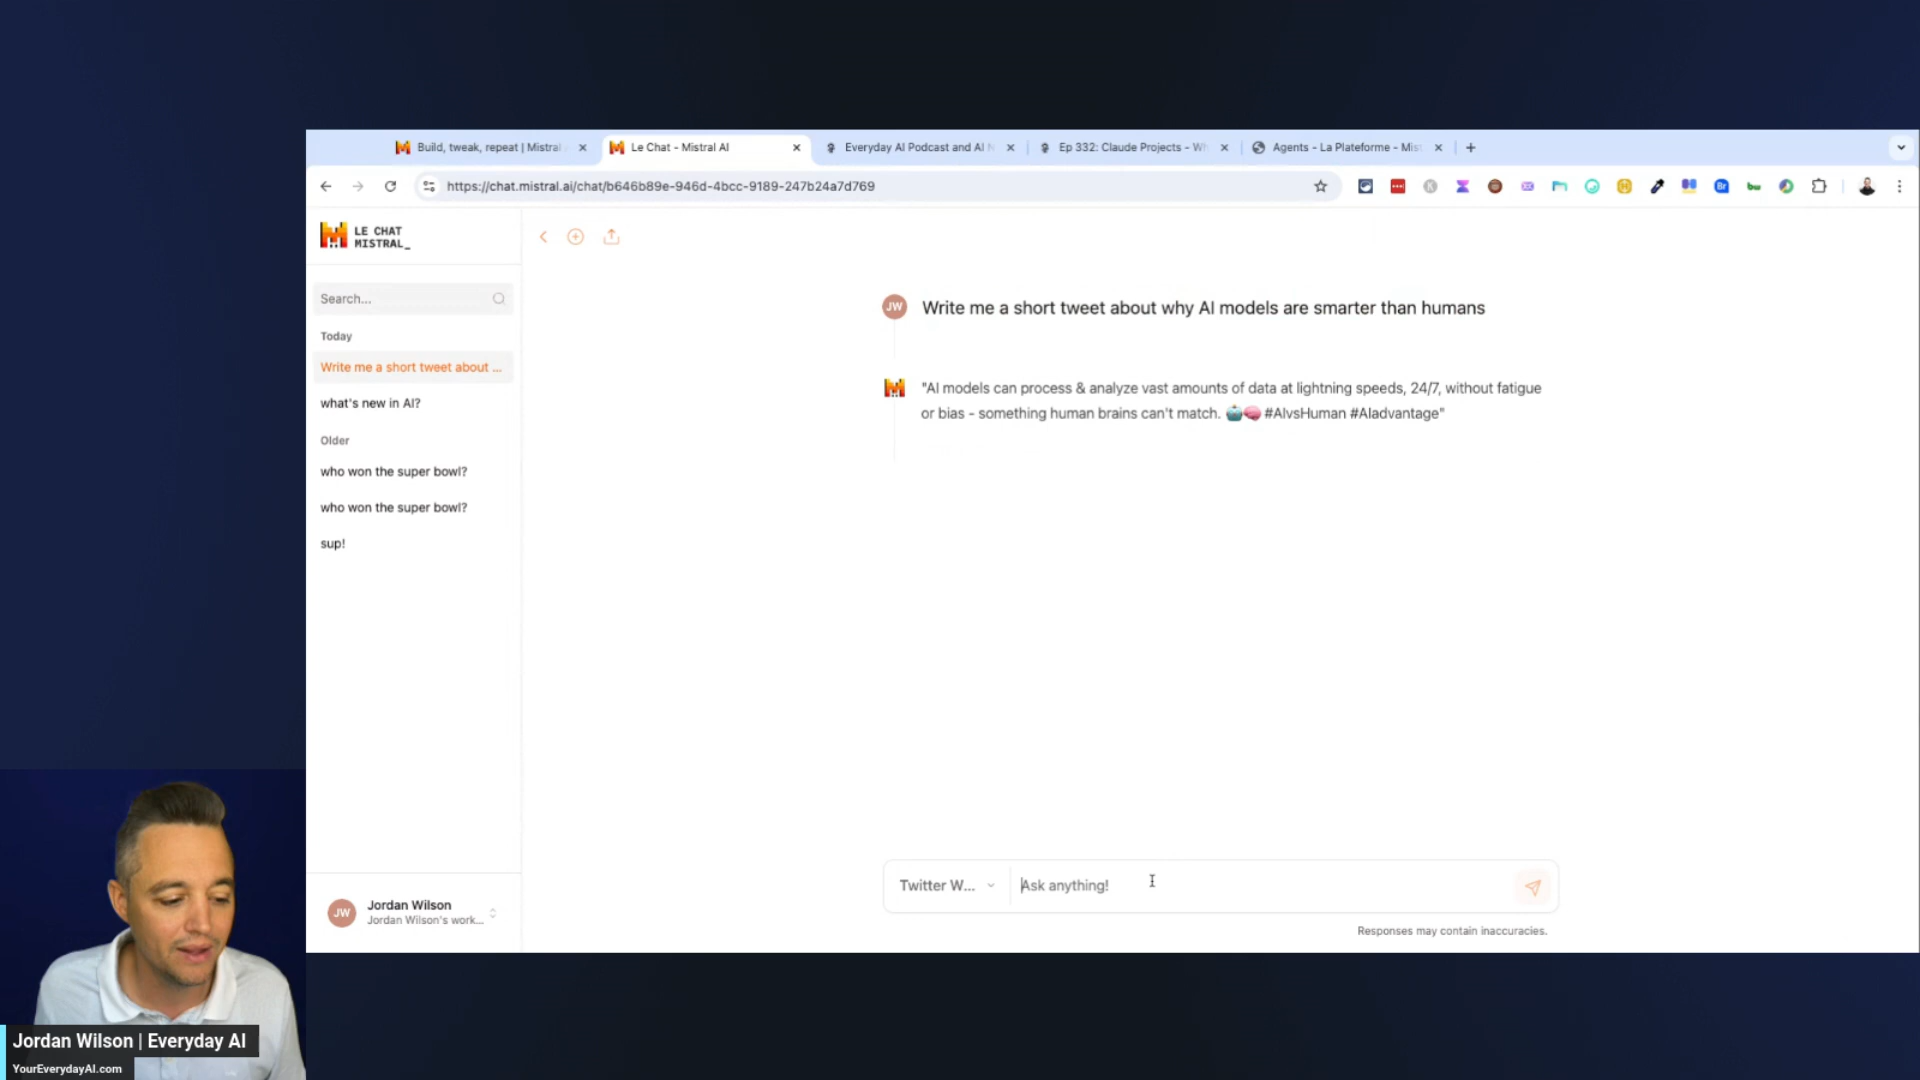 Build, tweak, repeat | Mistral
Le Chat - Mistral AI
Everyday AI Podcast and AI N
Ep 332: Claude Projects - Wh
Agents - La Plateforme - Mist
https://chat.mistral.ai/chat/b646b89e-946d-4bcc-9189-247b24a7d769
LE CHAT
MISTRAL_
Search...
Today
Write me a short tweet about ...
what's new in AI?
Older
who won the super bowl?
who won the super bowl?
sup!
JW
Jordan Wilson
Jordan Wilson's work...
JW
Write me a short tweet about why AI models are smarter than humans
"AI models can process & analyze vast amounts of data at lightning speeds, 24/7, without fatigue
or bias - something human brains can't match. 🤖🧠 #AIvsHuman #AIadvantage"
Twitter W...
Ask anything!
Responses may contain inaccuracies.
Jordan Wilson | Everyday AI
YourEverydayAI.com